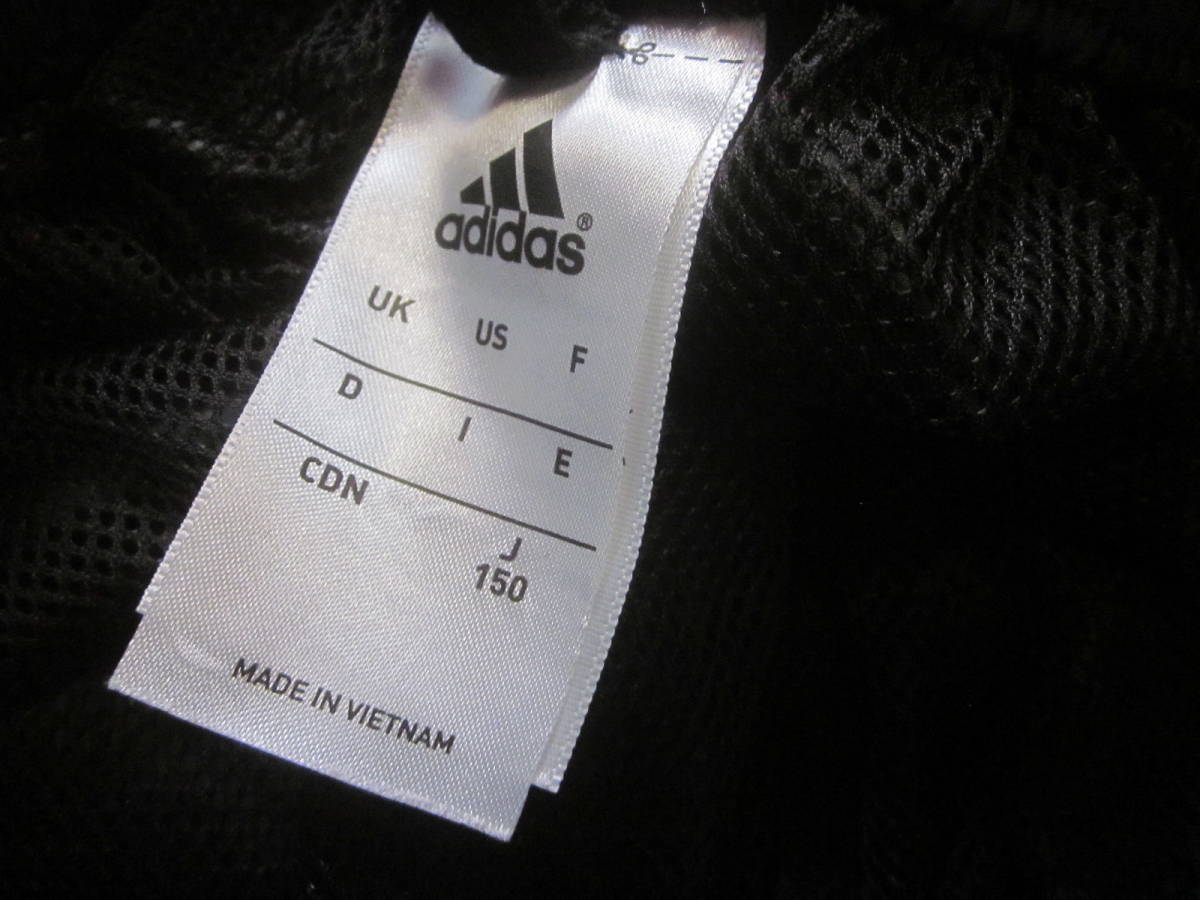 adidas®
UK US F
D I E
CDN J
150
MADE IN VIETNAM